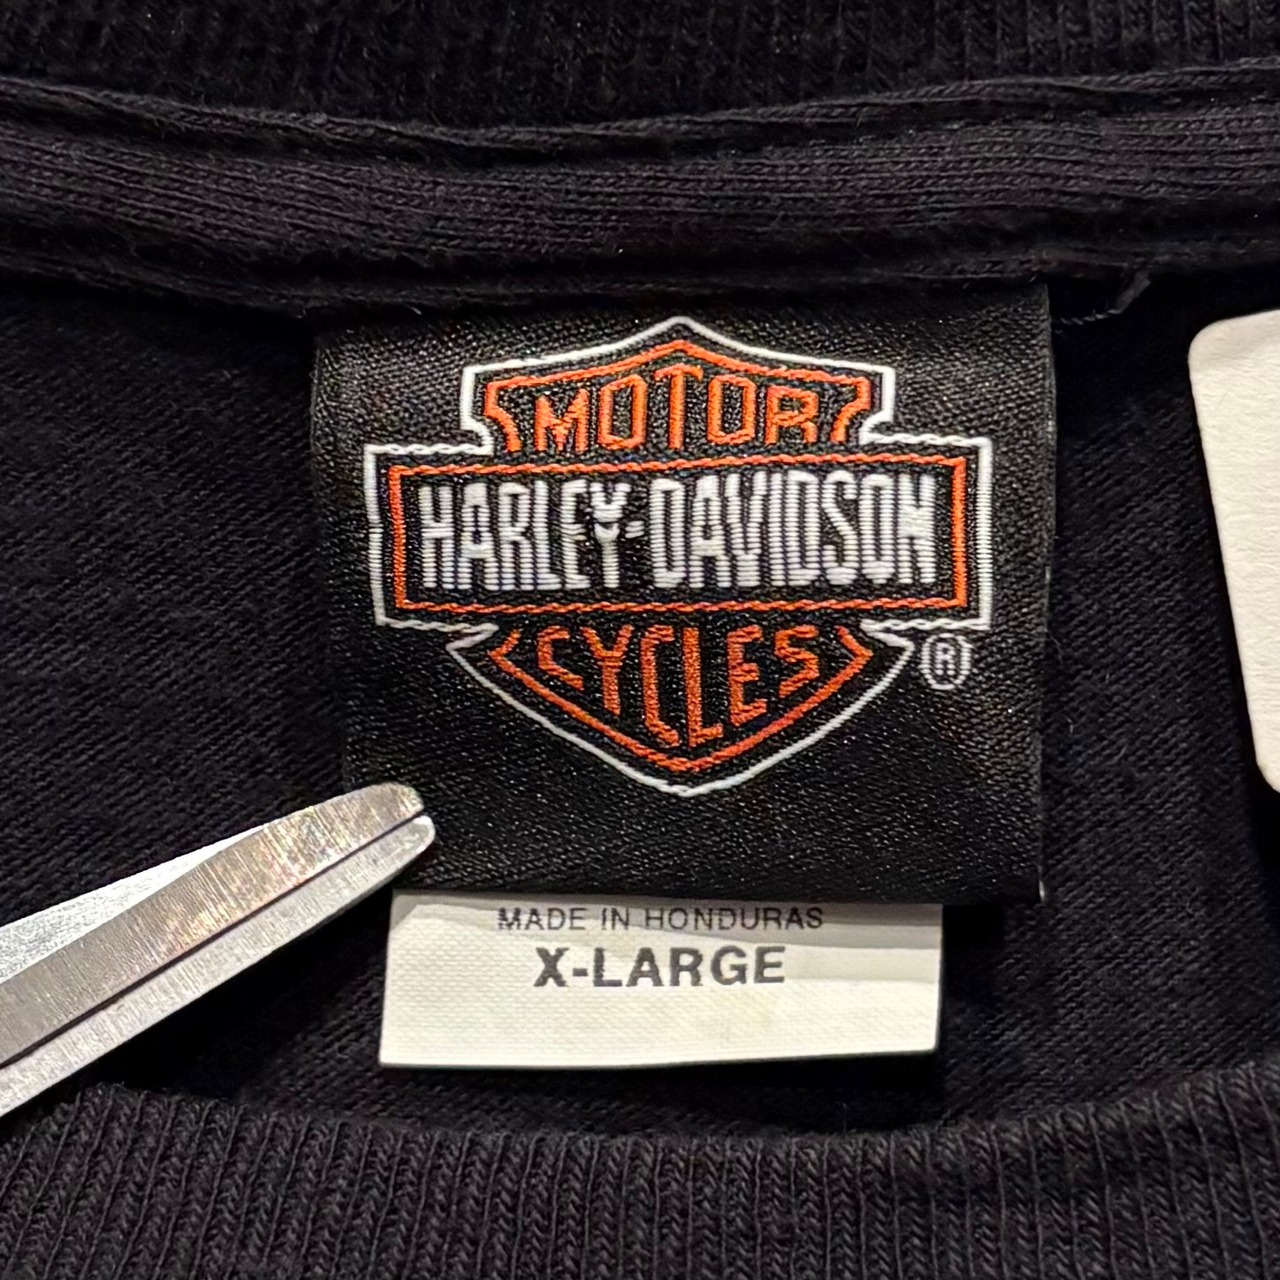 MOTOR
HARLEY-DAVIDSON
CYCLES
®
MADE IN HONDURAS
X-LARGE